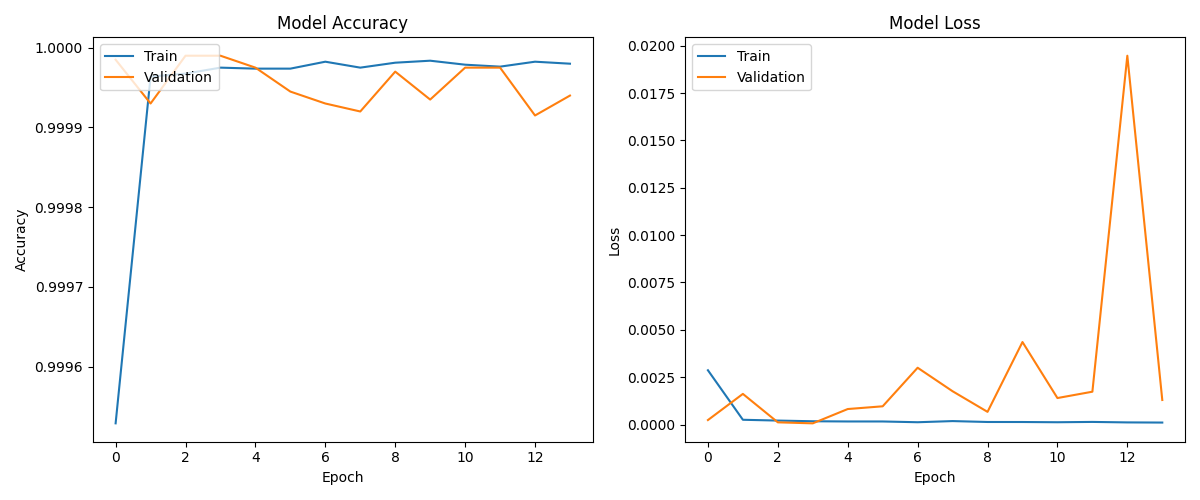 Model Accuracy
Train
Validation
1.0000
0.9999
0.9998
0.9997
0.9996
Accuracy
0 2 4 6 8 10 12
Epoch
Model Loss
Train
Validation
0.0200
0.0175
0.0150
0.0125
0.0100
0.0075
0.0050
0.0025
0.0000
Loss
0 2 4 6 8 10 12
Epoch